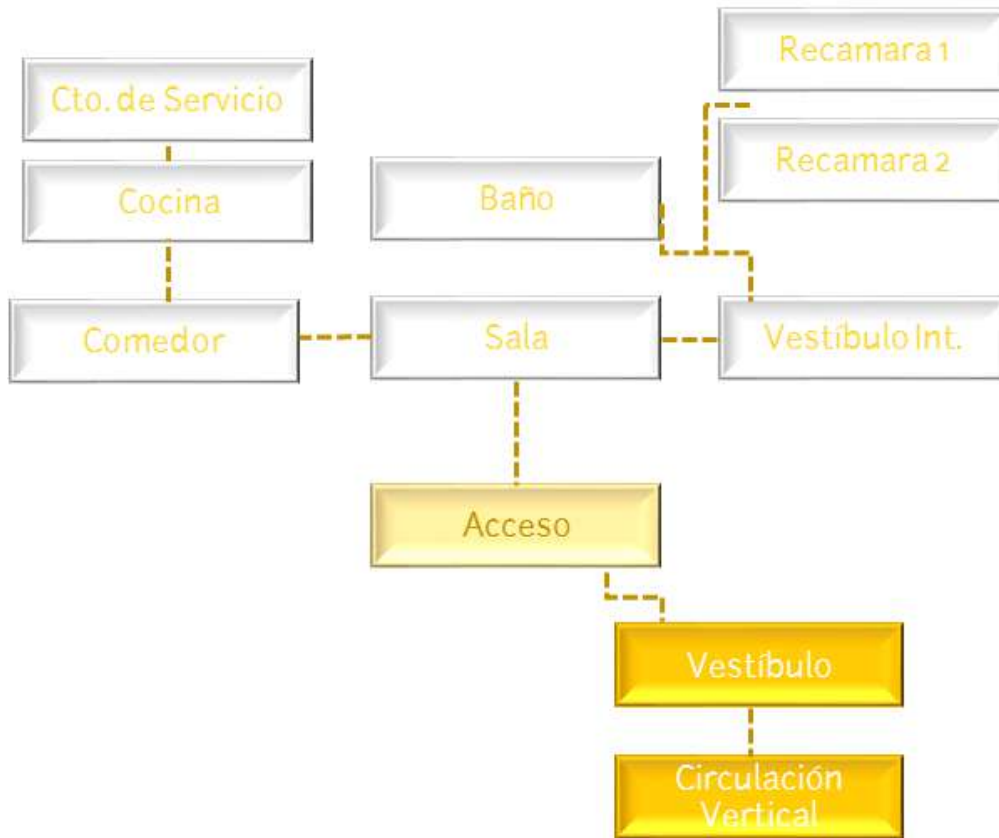 Recamara 1
Cto. de Servicio
Recamara 2
Cocina
Baño
Comedor
Sala
Vestíbulo Int.
Acceso
Vestíbulo
Circulación
Vertical